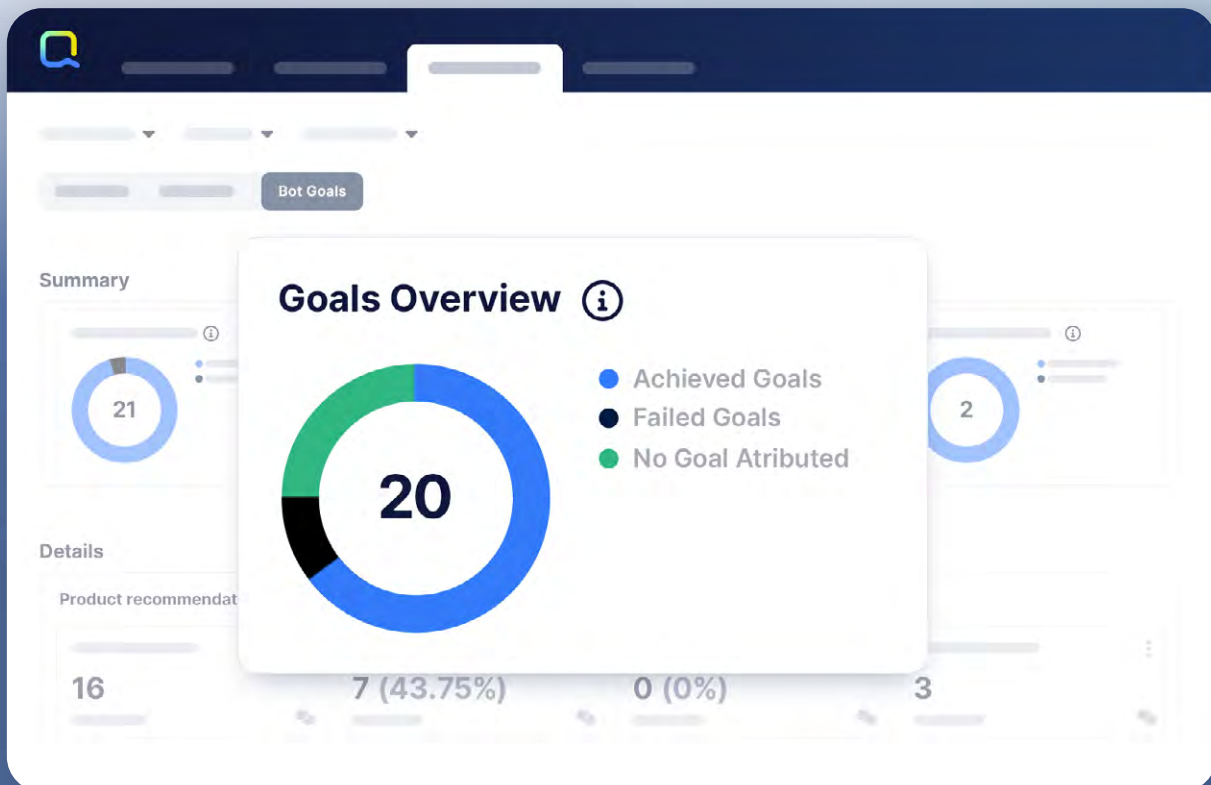 Bot Goals
Summary
Goals Overview
21
20
Achieved Goals
Failed Goals
No Goal Atributed
2
Details
Product recommendat
16
7 (43.75%)
0 (0%)
3